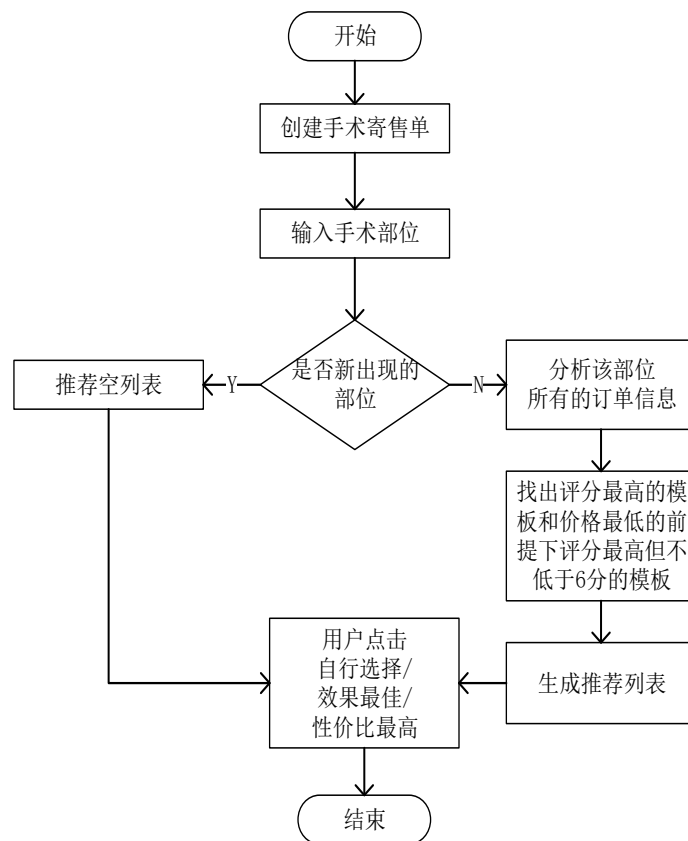 开始
创建手术寄售单
输入手术部位
是否新出现的
部位
Y
N
推荐空列表
分析该部位
所有的订单信息
找出评分最高的模
板和价格最低的前
提下评分最高但不
低于6分的模板
生成推荐列表
用户点击
自行选择/
效果最佳/
性价比最高
结束